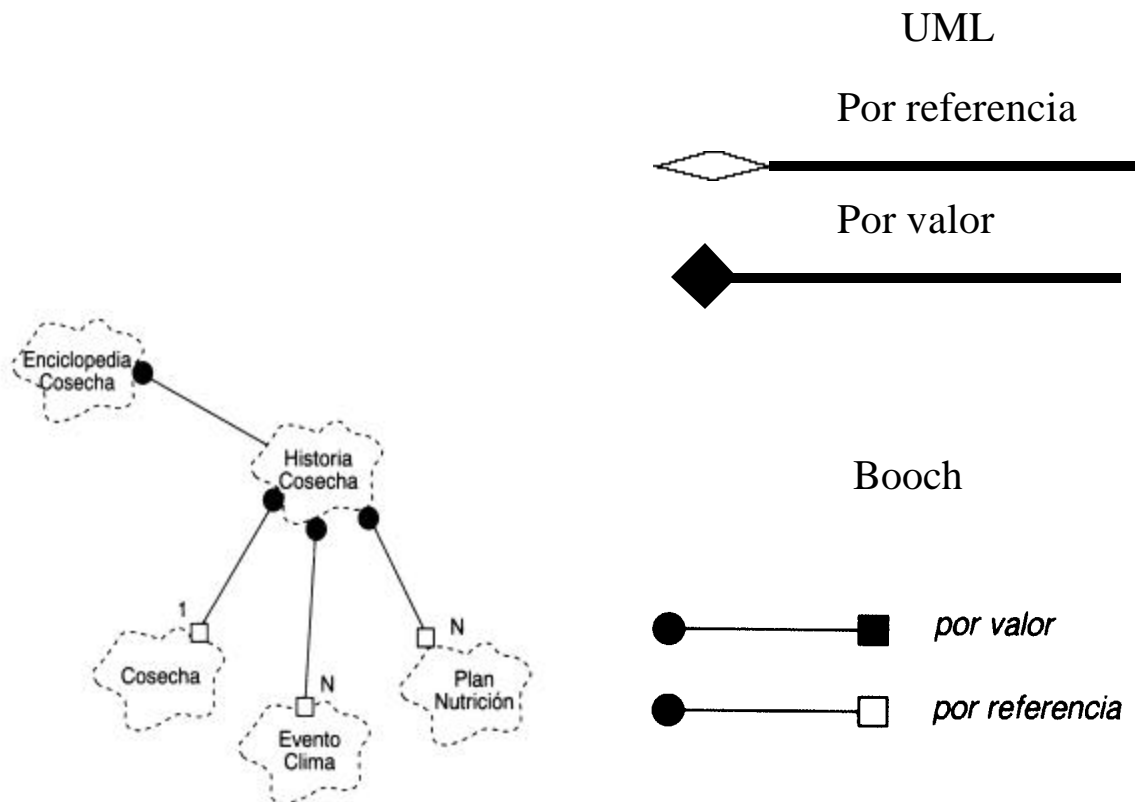 UML
Por referencia
Por valor
Enciclopedia
Cosecha
Historia
Cosecha
Booch
1
Cosecha
N
Evento
Clima
N
Plan
Nutrición
por valor
por referencia